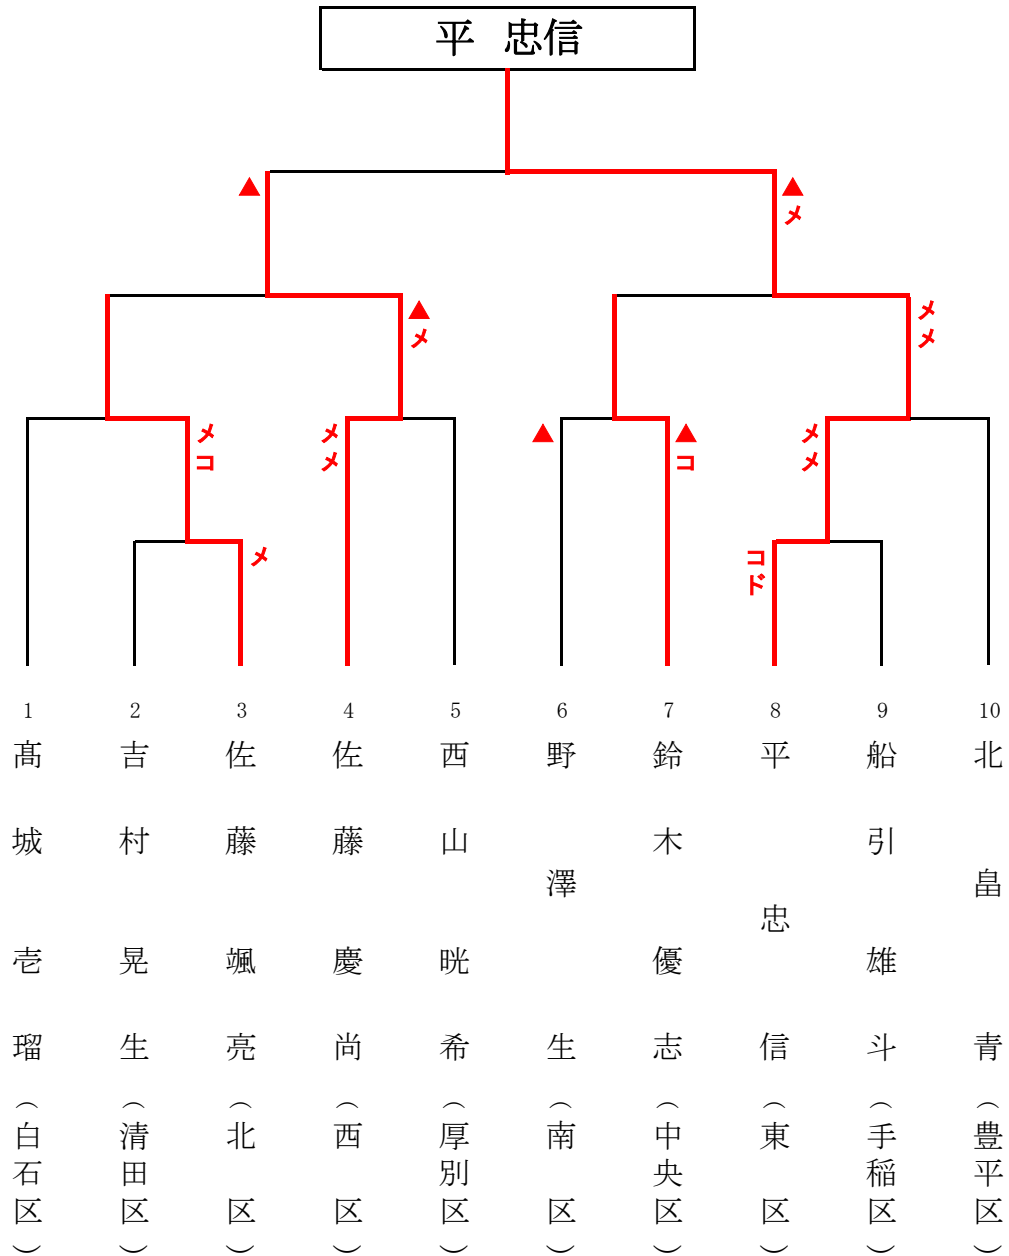 平 忠信
▲
▲
メ
▲
メ
メ
メ
メ
コ
メ
メ
▲
▲
コ
メ
メ
メ
コ
ド
1
2
3
4
5
6
7
8
9
10
髙城壱瑠(白石区)
吉村晃生(清田区)
佐藤颯亮(北区)
佐藤慶尚(西区)
西山晄希(厚別区)
野澤生(南区)
鈴木優志(中央区)
平忠信(東区)
船引雄斗(手稲区)
北畠青(豊平区)